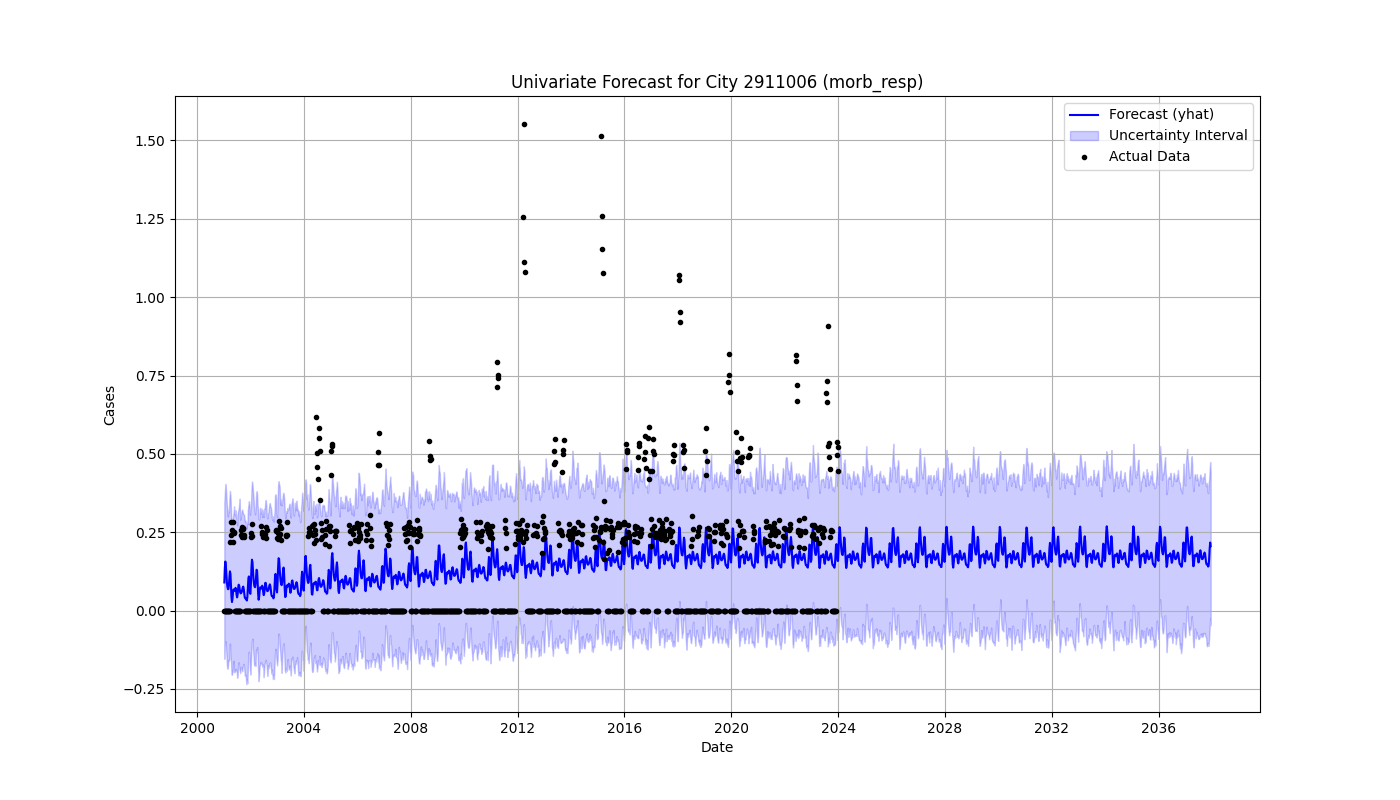 Univariate Forecast for City 2911006 (morb_resp)
Forecast (yhat)
Uncertainty Interval
Actual Data
Cases
1.50
1.25
1.00
0.75
0.50
0.25
0.00
−0.25
2000 2004 2008 2012 2016 2020 2024 2028 2032 2036
Date